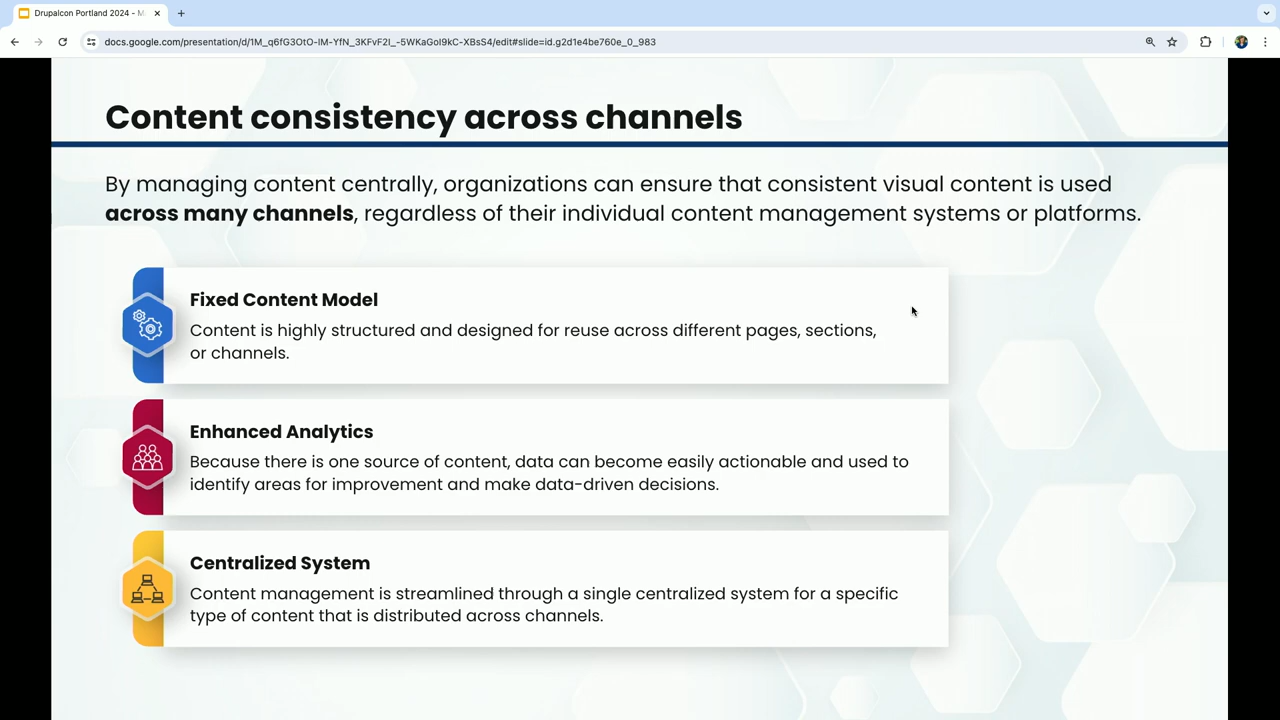 Drupalcon Portland 2024 - M
docs.google.com/presentation/d/1M_q6fG3OtO-lM-YfN_3KFvF2l_-5WKaGol9kC-XBsS4/edit#slide=id.g2d1e4be760e_0_983
Content consistency across channels
By managing content centrally, organizations can ensure that consistent visual content is used
across many channels, regardless of their individual content management systems or platforms.
Fixed Content Model
Content is highly structured and designed for reuse across different pages, sections,
or channels.
Enhanced Analytics
Because there is one source of content, data can become easily actionable and used to
identify areas for improvement and make data-driven decisions.
Centralized System
Content management is streamlined through a single centralized system for a specific
type of content that is distributed across channels.